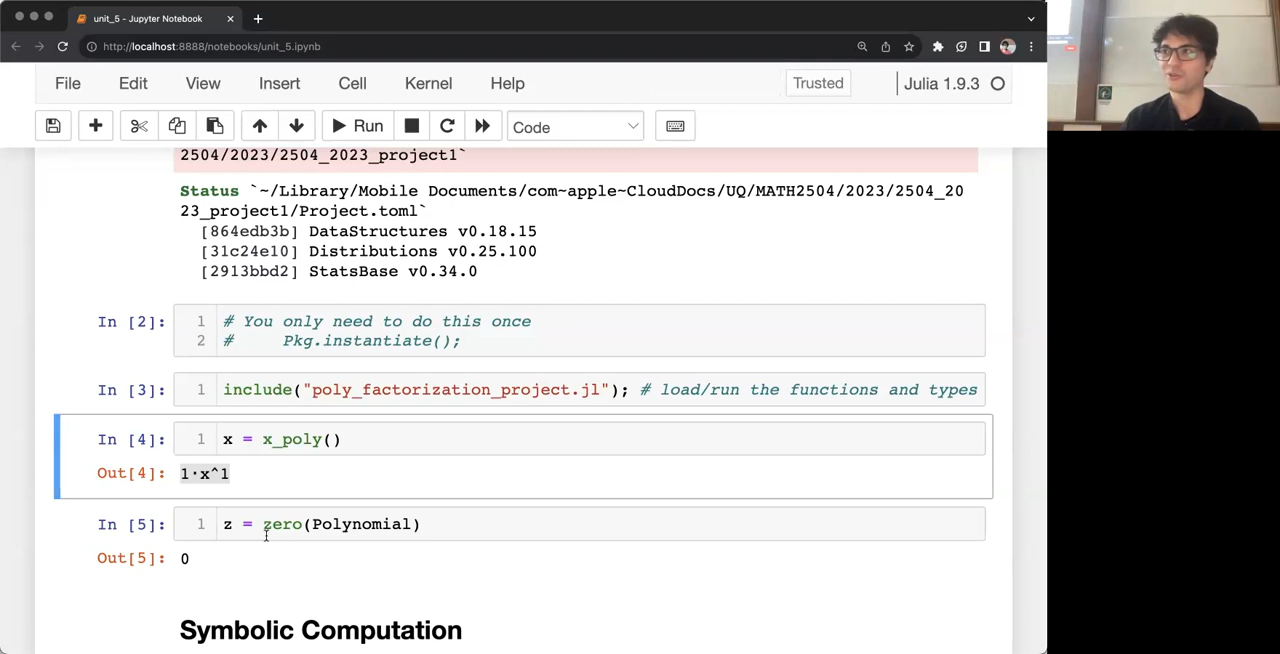 unit_5 - Jupyter Notebook
http://localhost:8888/notebooks/unit_5.ipynb
File Edit View Insert Cell Kernel Help Trusted Julia 1.9.3
Run Code
2504/2023/2504_2023_project1`
Status `~/Library/Mobile Documents/com~apple~CloudDocs/UQ/MATH2504/2023/2504_20
23_project1/Project.toml`
[864edb3b] DataStructures v0.18.15
[31c24e10] Distributions v0.25.100
[2913bbd2] StatsBase v0.34.0
In [2]: 1 # You only need to do this once
2 # Pkg.instantiate();
In [3]: 1 include("poly_factorization_project.jl"); # load/run the functions and types
In [4]: 1 x = x_poly()
Out[4]: 1⋅x^1
In [5]: 1 z = zero(Polynomial)
Out[5]: 0
Symbolic Computation